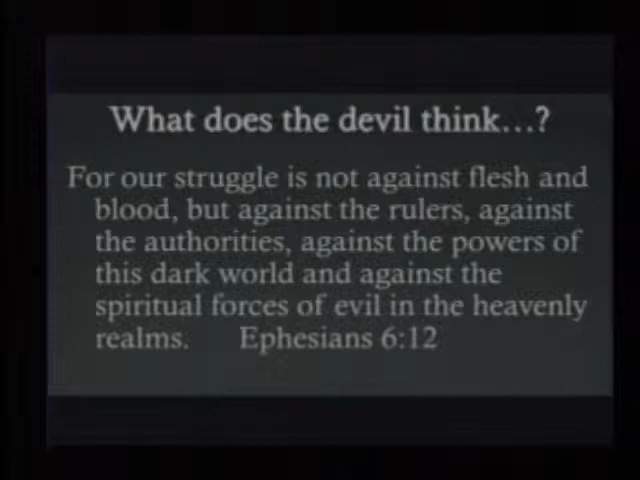 What does the devil think...?
For our struggle is not against flesh and
blood, but against the rulers, against
the authorities, against the powers of
this dark world and against the
spiritual forces of evil in the heavenly
realms. Ephesians 6:12